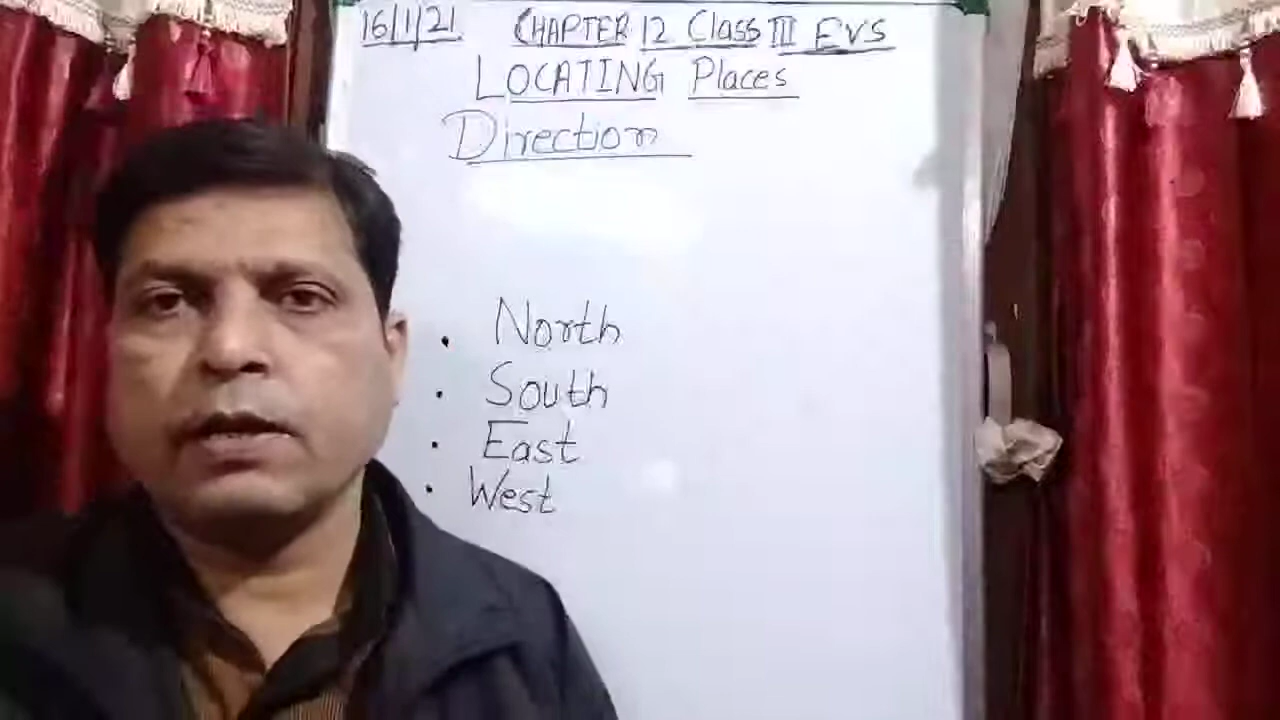 16/1/21 CHAPTER 12 Class III EVS
LOCATING Places
Direction
• North
• South
• East
• West